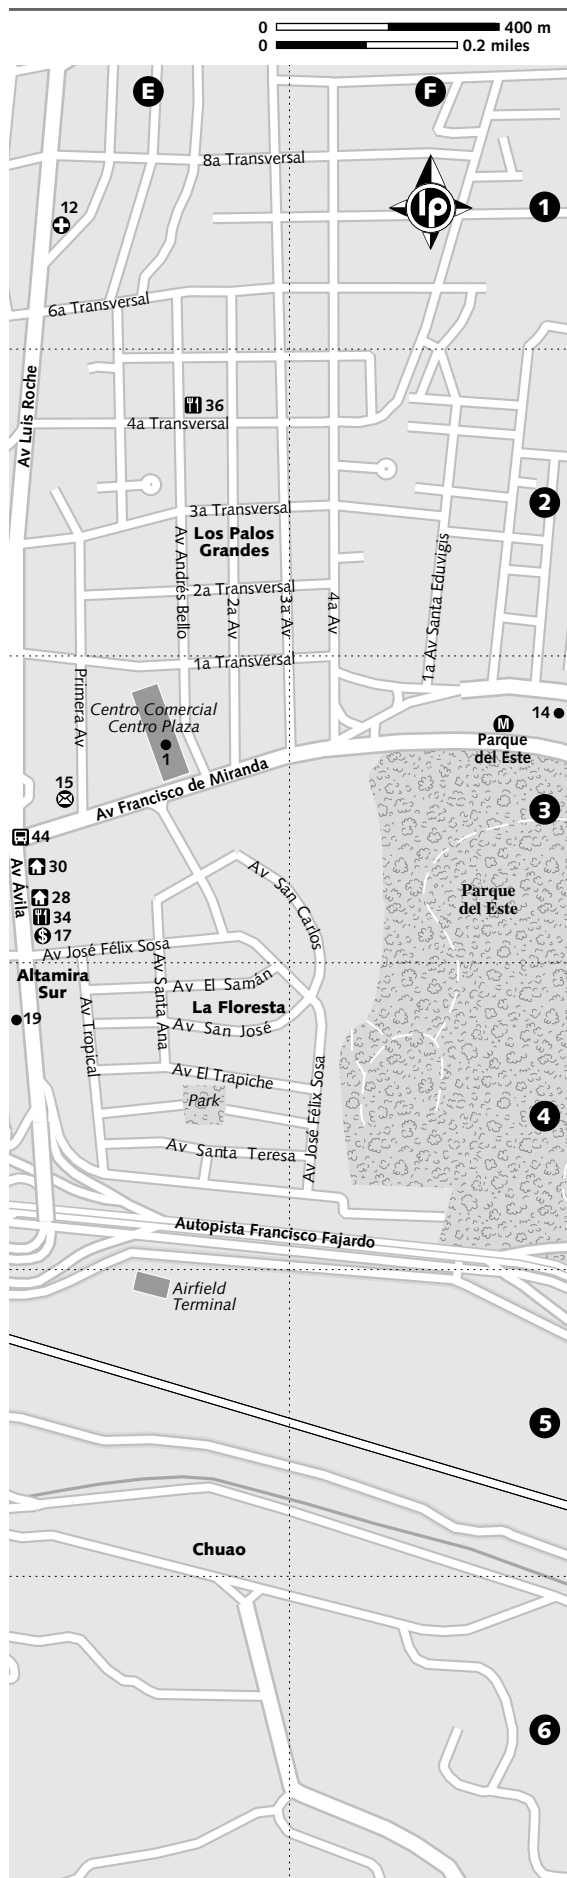 0 400 m
0 0.2 miles
E
F
8a Transversal
12
lp
1
6a Transversal
Av Luis Roche
36
4a Transversal
3a Transversal
2
Los Palos
Grandes
Av Andrés Bello
2a Transversal
2a Av
3a Av
4a Av
1a Av Santa Eduvigis
1a Transversal
Primera Av
Centro Comercial
Centro Plaza
1
14
M
Parque
del Este
15
Av Francisco de Miranda
3
44
Av Ávila
30
28
34
$ 17
Av San Carlos
Parque
del Este
Av José Félix Sosa
Altamira
Sur
Av Santa Ana
Av El Samán
La Floresta
19
Av Tropical
Av San José
Av El Trapiche
Av José Félix Sosa
Park
4
Av Santa Teresa
Autopista Francisco Fajardo
Airfield
Terminal
5
Chuao
6